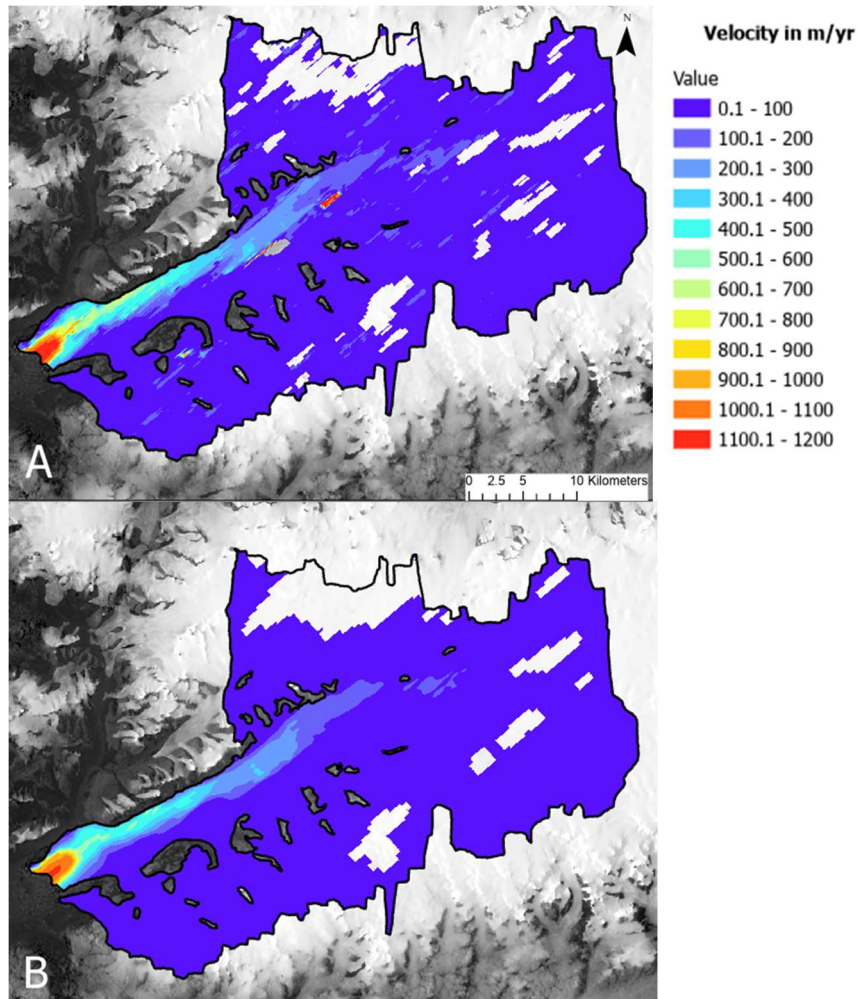 N
Velocity in m/yr
Value
0.1 - 100
100.1 - 200
200.1 - 300
300.1 - 400
400.1 - 500
500.1 - 600
600.1 - 700
700.1 - 800
800.1 - 900
900.1 - 1000
1000.1 - 1100
1100.1 - 1200
A
0 2.5 5 10 Kilometers
B